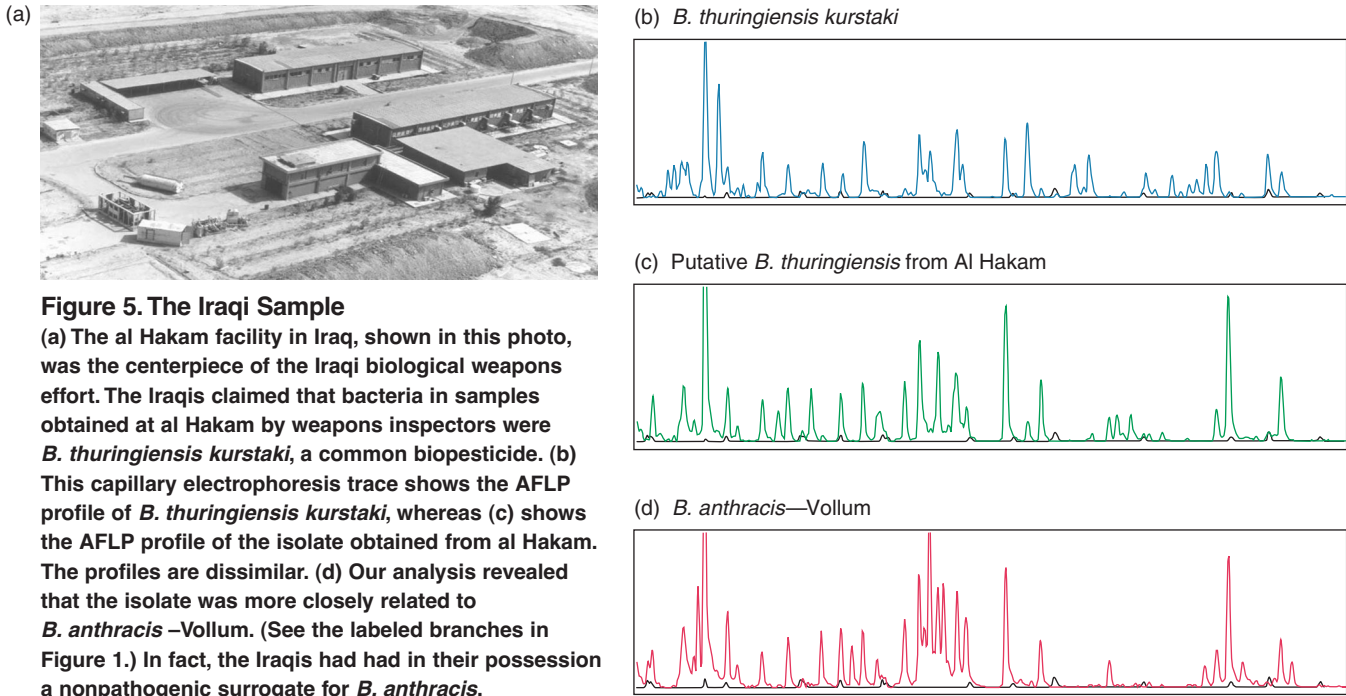 (a)
Figure 5. The Iraqi Sample
(a) The al Hakam facility in Iraq, shown in this photo,
was the centerpiece of the Iraqi biological weapons
effort. The Iraqis claimed that bacteria in samples
obtained at al Hakam by weapons inspectors were
B. thuringiensis kurstaki, a common biopesticide. (b)
This capillary electrophoresis trace shows the AFLP
profile of B. thuringiensis kurstaki, whereas (c) shows
the AFLP profile of the isolate obtained from al Hakam.
The profiles are dissimilar. (d) Our analysis revealed
that the isolate was more closely related to
B. anthracis –Vollum. (See the labeled branches in
Figure 1.) In fact, the Iraqis had had in their possession
a nonpathogenic surrogate for B. anthracis.
(b) B. thuringiensis kurstaki
(c) Putative B. thuringiensis from Al Hakam
(d) B. anthracis—Vollum